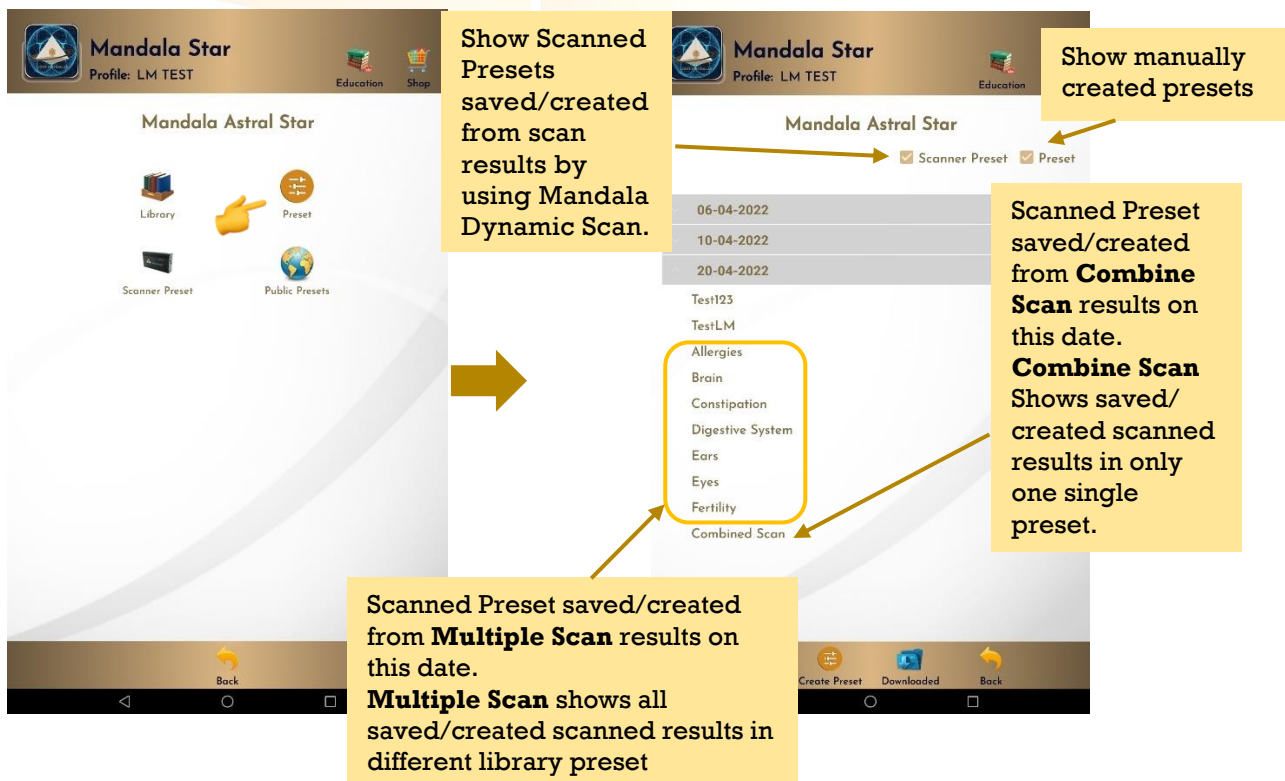 Mandala Star
Profile: LM TEST
Education
Shop
Mandala Astral Star
Library
Preset
Scanner Preset
Public Presets
Back
Show Scanned
Presets
saved/created
from scan
results by
using Mandala
Dynamic Scan.
Mandala Star
Profile: LM TEST
Education
Show manually
created presets
Mandala Astral Star
Scanner Preset
Preset
06-04-2022
10-04-2022
20-04-2022
Test123
TestLM
Allergies
Brain
Constipation
Digestive System
Ears
Eyes
Fertility
Combined Scan
Scanned Preset
saved/created
from Combine
Scan results on
this date.
Combine Scan
Shows saved/
created scanned
results in only
one single
preset.
Scanned Preset saved/created
from Multiple Scan results on
this date.
Multiple Scan shows all
saved/created scanned results in
different library preset
Create Preset
Downloaded
Back